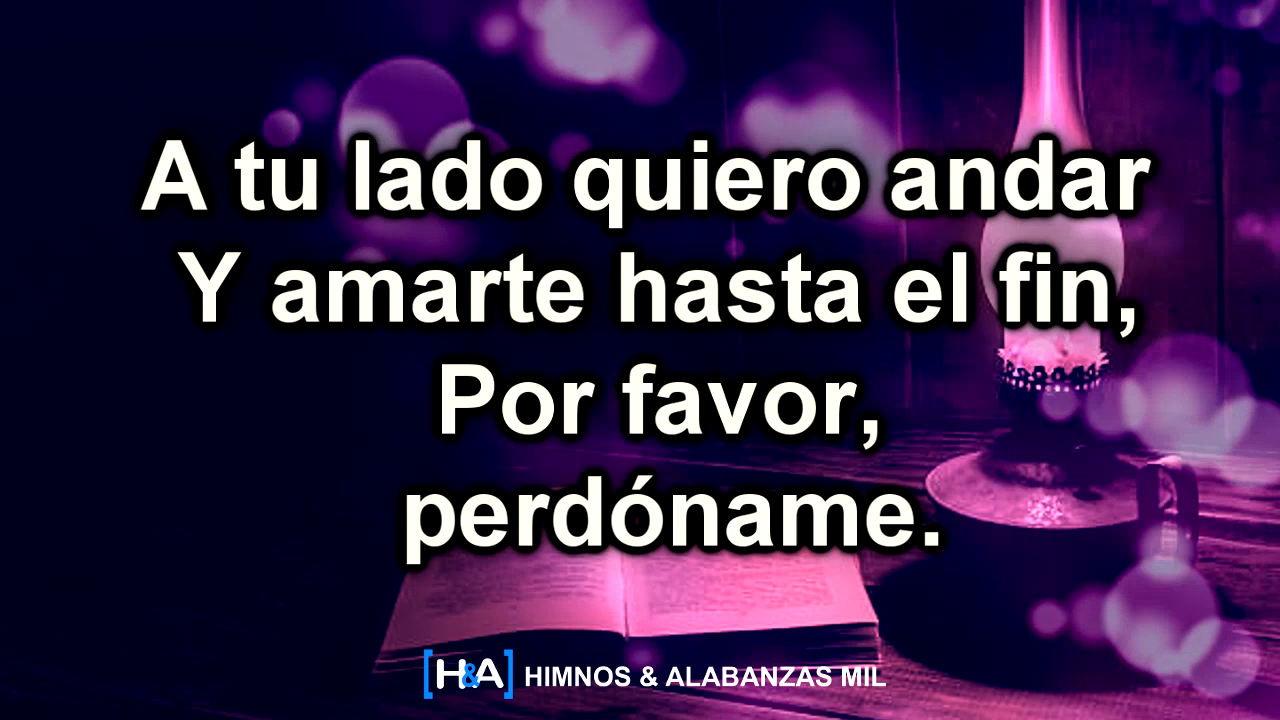 A tu lado quiero andar
Y amarte hasta el fin,
Por favor,
perdóname.
[H&A] HIMNOS & ALABANZAS MIL